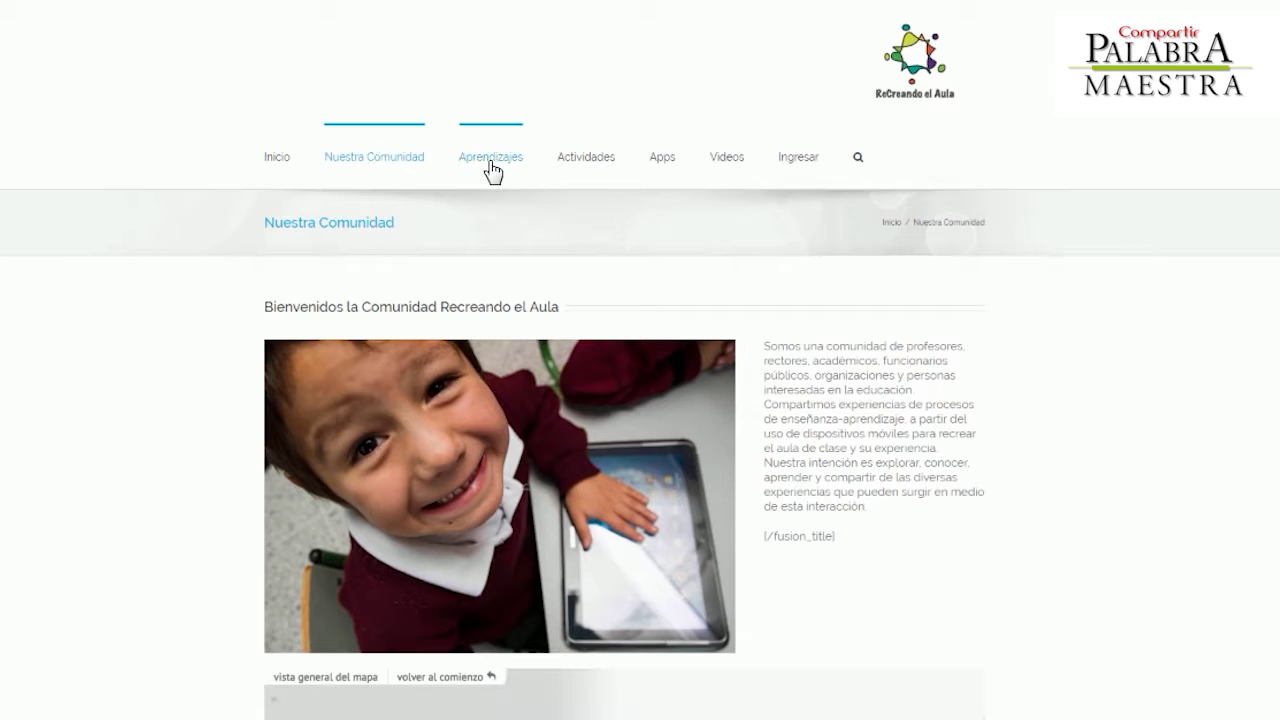 Compartir
PALABRA
MAESTRA
ReCreando el Aula
Inicio Nuestra Comunidad Aprendizajes Actividades Apps Videos Ingresar
Nuestra Comunidad
Inicio / Nuestra Comunidad
Bienvenidos la Comunidad Recreando el Aula
Somos una comunidad de profesores,
rectores, académicos, funcionarios
públicos, organizaciones y personas
interesadas en la educación.
Compartimos experiencias de procesos
de enseñanza-aprendizaje, a partir del
uso de dispositivos móviles para recrear
el aula de clase y su experiencia.
Nuestra intención es explorar, conocer,
aprender y compartir de las diversas
experiencias que pueden surgir en medio
de esta interacción.
[/fusion_title]
vista general del mapa volver al comienzo